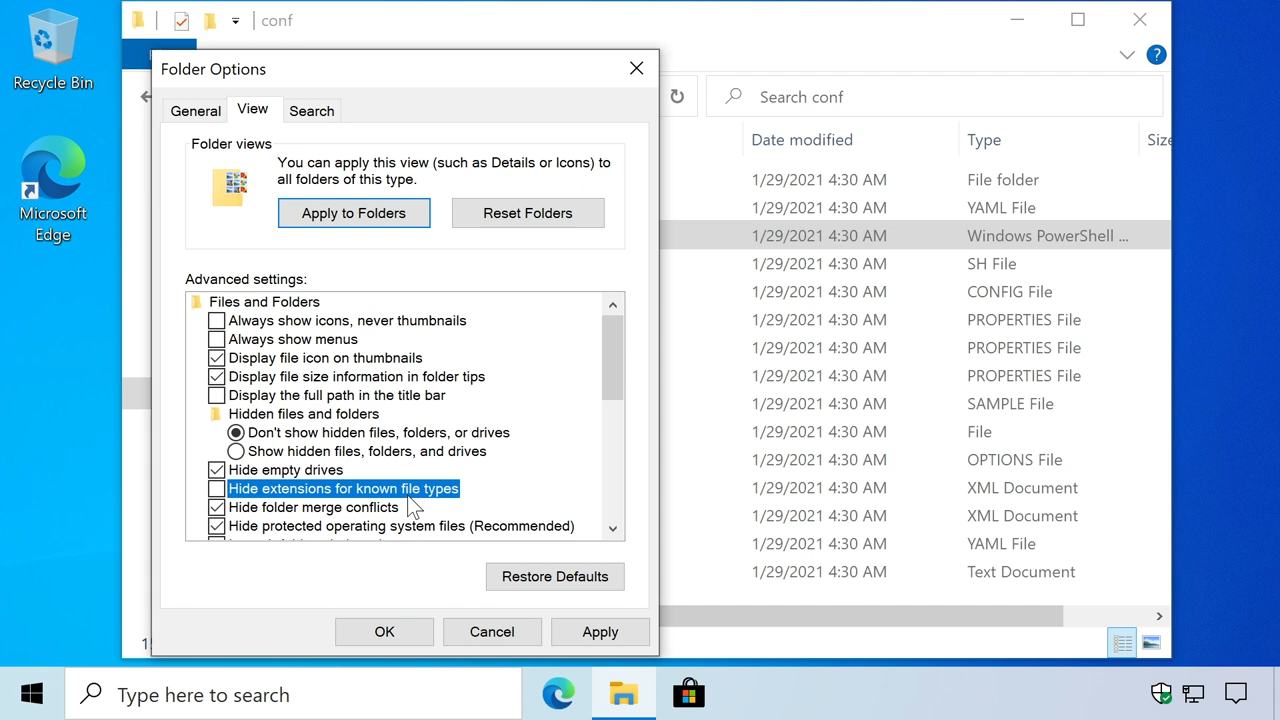 conf
Recycle Bin
Microsoft
Edge
Folder Options
General
View
Search
Folder views
You can apply this view (such as Details or Icons) to
all folders of this type.
Apply to Folders
Reset Folders
Advanced settings:
Files and Folders
Always show icons, never thumbnails
Always show menus
Display file icon on thumbnails
Display file size information in folder tips
Display the full path in the title bar
Hidden files and folders
Don't show hidden files, folders, or drives
Show hidden files, folders, and drives
Hide empty drives
Hide extensions for known file types
Hide folder merge conflicts
Hide protected operating system files (Recommended)
Restore Defaults
OK
Cancel
Apply
Search conf
Date modified
Type
1/29/2021 4:30 AM File folder
1/29/2021 4:30 AM YAML File
1/29/2021 4:30 AM Windows PowerShell ...
1/29/2021 4:30 AM SH File
1/29/2021 4:30 AM CONFIG File
1/29/2021 4:30 AM PROPERTIES File
1/29/2021 4:30 AM PROPERTIES File
1/29/2021 4:30 AM PROPERTIES File
1/29/2021 4:30 AM SAMPLE File
1/29/2021 4:30 AM File
1/29/2021 4:30 AM OPTIONS File
1/29/2021 4:30 AM XML Document
1/29/2021 4:30 AM XML Document
1/29/2021 4:30 AM YAML File
1/29/2021 4:30 AM Text Document
Type here to search